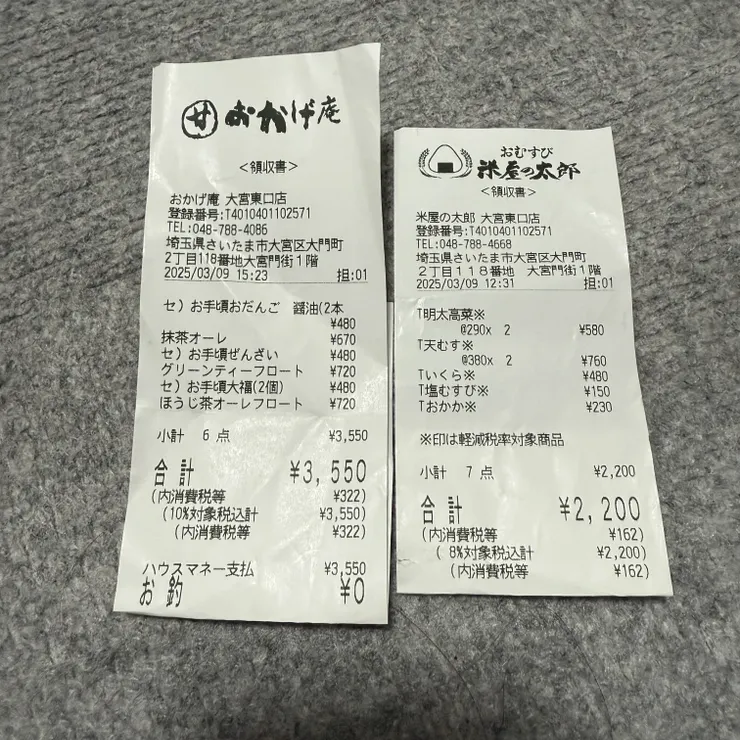 甘 おかげ庵
<領収書>
おかげ庵 大宮東口店
登録番号:T4010401102571
TEL:048-788-4086
埼玉県さいたま市大宮区大門町
2丁目118番地大宮門街1階
2025/03/09 15:23 担:01
セ)お手頃おだんご 醤油(2本
¥480
抹茶オーレ ¥670
セ)お手頃ぜんざい ¥480
グリーンティーフロート ¥720
セ)お手頃大福(2個) ¥480
ほうじ茶オーレフロート ¥720
小計 6点 ¥3,550
合計 ¥3,550
(内消費税等 ¥322)
(10%対象税込計 ¥3,550)
(内消費税等 ¥322)
ハウスマネー支払 ¥3,550
お釣 ¥0
おむすび
米屋の太郎
<領収書>
米屋の太郎 大宮東口店
登録番号:T4010401102571
TEL:048-788-4668
埼玉県さいたま市大宮区大門町
2丁目118番地 大宮門街1階
2025/03/09 12:31 担:01
T明太高菜※
@290x 2 ¥580
T天むす※
@380x 2 ¥760
Tいくら※ ¥480
T塩むすび※ ¥150
Tおかか※ ¥230
※印は軽減税率対象商品
小計 7点 ¥2,200
合計 ¥2,200
(内消費税等 ¥162)
( 8%対象税込計 ¥2,200)
(内消費税等 ¥162)